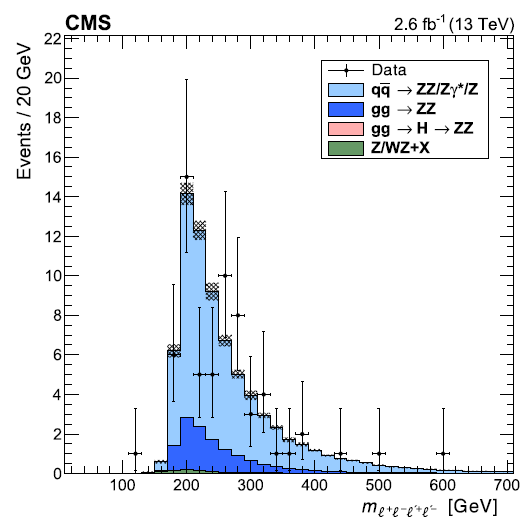 CMS
2.6 fb⁻¹ (13 TeV)
Events / 20 GeV
22
20
18
16
14
12
10
8
6
4
2
0
Data
qq̅ → ZZ/Zγ*/Z
gg → ZZ
gg → H → ZZ
Z/WZ+X
100 200 300 400 500 600 700
m_ℓ+ℓ−ℓ′+ℓ′− [GeV]